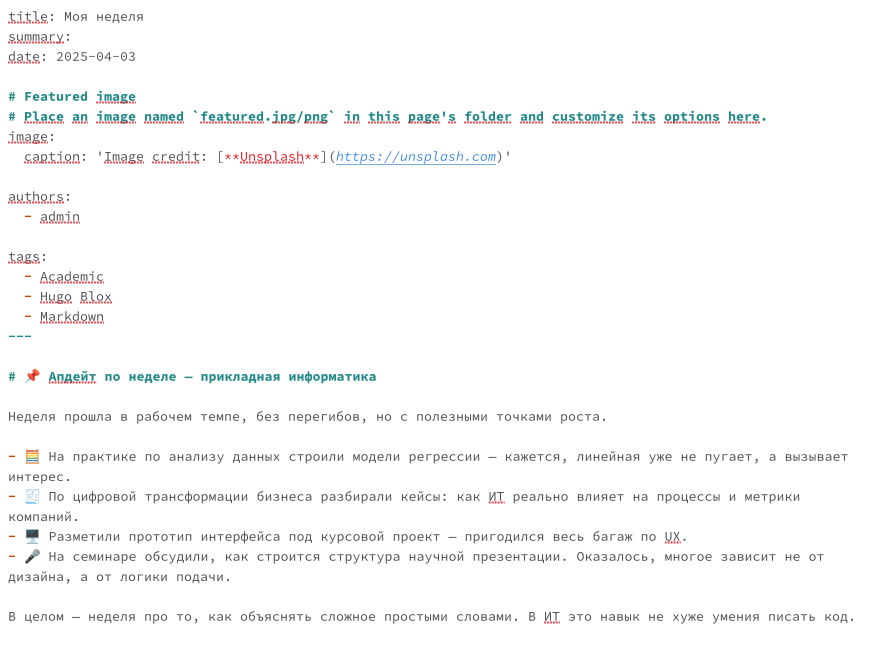 title: Моя неделя
summary:
date: 2025-04-03
# Featured image
# Place an image named `featured.jpg/png` in this page's folder and customize its options here.
image:
  caption: 'Image credit: [**Unsplash**](https://unsplash.com)'
authors:
  - admin
tags:
  - Academic
  - Hugo Blox
  - Markdown
---
# 📌 Апдейт по неделе — прикладная информатика
Неделя прошла в рабочем темпе, без перегибов, но с полезными точками роста.
- 🧮 На практике по анализу данных строили модели регрессии — кажется, линейная уже не пугает, а вызывает
интерес.
- 🧾 По цифровой трансформации бизнеса разбирали кейсы: как ИТ реально влияет на процессы и метрики
компаний.
- 🖥️ Разметили прототип интерфейса под курсовой проект — пригодился весь багаж по UX.
- 🎤 На семинаре обсудили, как строится структура научной презентации. Оказалось, многое зависит не от
дизайна, а от логики подачи.
В целом — неделя про то, как объяснять сложное простыми словами. В ИТ это навык не хуже умения писать код.